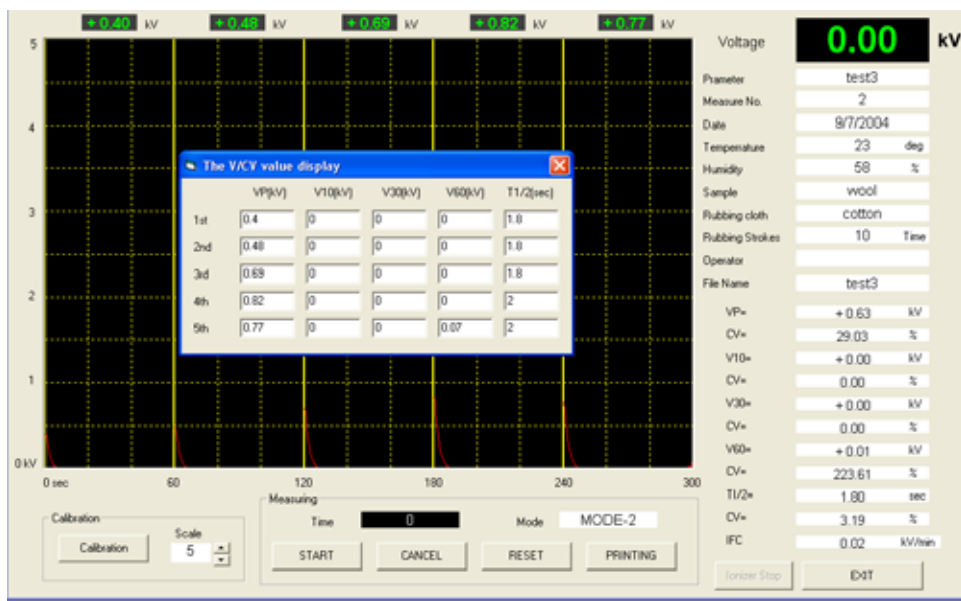 + 0.40 kV + 0.48 kV + 0.69 kV + 0.82 kV + 0.77 kV
Voltage 0.00 kV
5
4
3
2
1
0 kV
0 sec 60 120 180 240 300
The V/CV value display
VP(kV) V10(kV) V30(kV) V60(kV) T1/2(sec)
1st 0.4 0 0 0 1.8
2nd 0.48 0 0 0 1.8
3rd 0.69 0 0 0 1.8
4th 0.82 0 0 0 2
5th 0.77 0 0 0.07 2
Prameter test3
Measure No. 2
Date 9/7/2004
Temperature 23 deg
Humidity 58 %
Sample wool
Rubbing cloth cotton
Rubbing Strokes 10 Time
Operator
File Name test3
VP= + 0.63 kV
CV= 29.03 %
V10= + 0.00 kV
CV= 0.00 %
V30= + 0.00 kV
CV= 0.00 %
V60= + 0.01 kV
CV= 223.61 %
T1/2= 1.80 sec
CV= 3.19 %
IFC 0.02 kV/min
Calibration
Calibration
Scale
5
Measuring
Time 0 Mode MODE-2
START CANCEL RESET PRINTING
Ionizer Stop EXIT